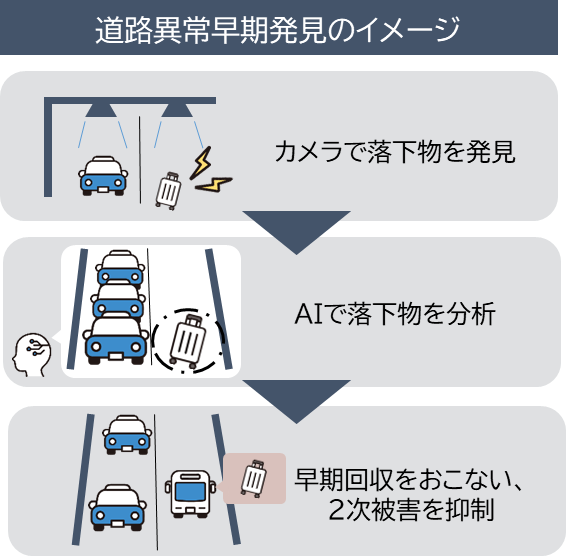 道路異常早期発見のイメージ
カメラで落下物を発見
AIで落下物を分析
早期回収をおこない、
2次被害を抑制